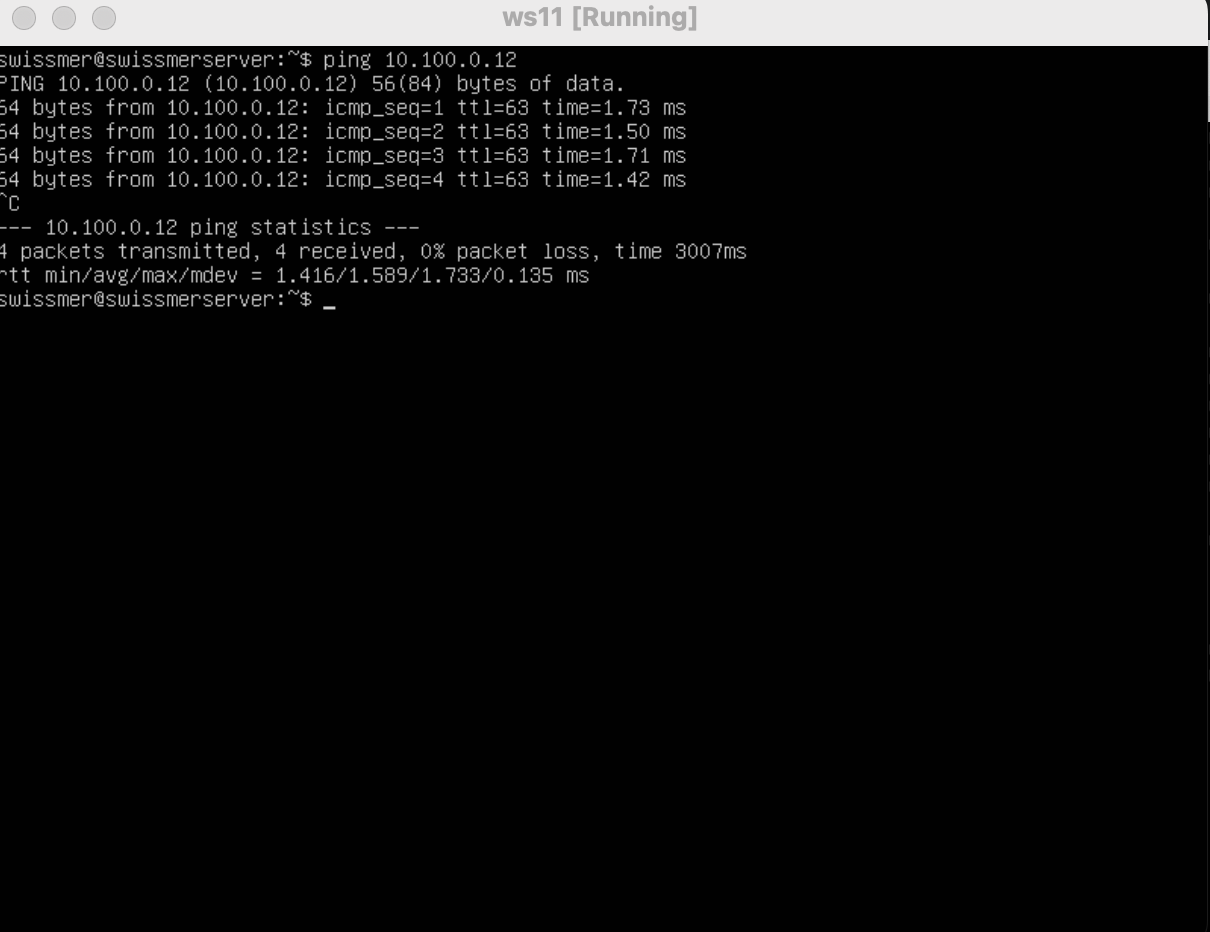 ws11 [Running]
swissmer@swissmerserver:~$ ping 10.100.0.12
PING 10.100.0.12 (10.100.0.12) 56(84) bytes of data.
64 bytes from 10.100.0.12: icmp_seq=1 ttl=63 time=1.73 ms
64 bytes from 10.100.0.12: icmp_seq=2 ttl=63 time=1.50 ms
64 bytes from 10.100.0.12: icmp_seq=3 ttl=63 time=1.71 ms
64 bytes from 10.100.0.12: icmp_seq=4 ttl=63 time=1.42 ms
^C
--- 10.100.0.12 ping statistics ---
4 packets transmitted, 4 received, 0% packet loss, time 3007ms
rtt min/avg/max/mdev = 1.416/1.589/1.733/0.135 ms
swissmer@swissmerserver:~$ _